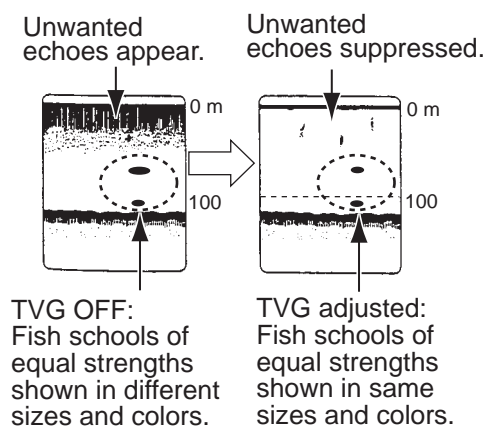 Unwanted
echoes appear.
Unwanted
echoes suppressed.
0 m
100
0 m
100
TVG OFF:
Fish schools of
equal strengths
shown in different
sizes and colors.
TVG adjusted:
Fish schools of
equal strengths
shown in same
sizes and colors.